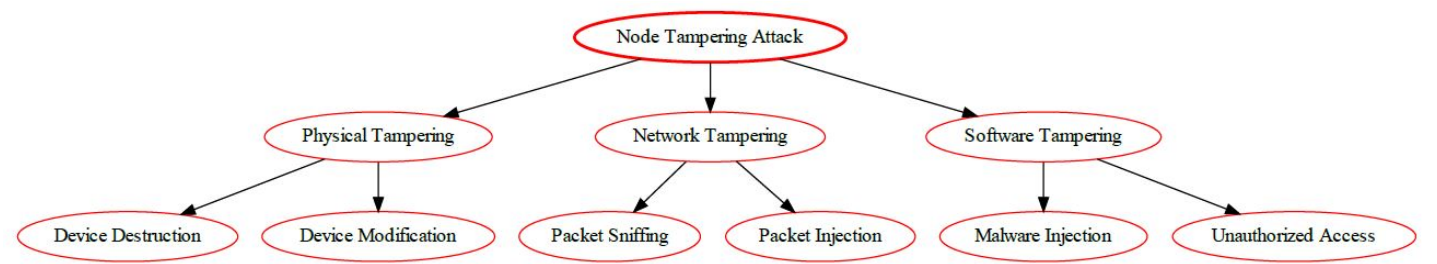 Node Tampering Attack
Physical Tampering
Network Tampering
Software Tampering
Device Destruction
Device Modification
Packet Sniffing
Packet Injection
Malware Injection
Unauthorized Access